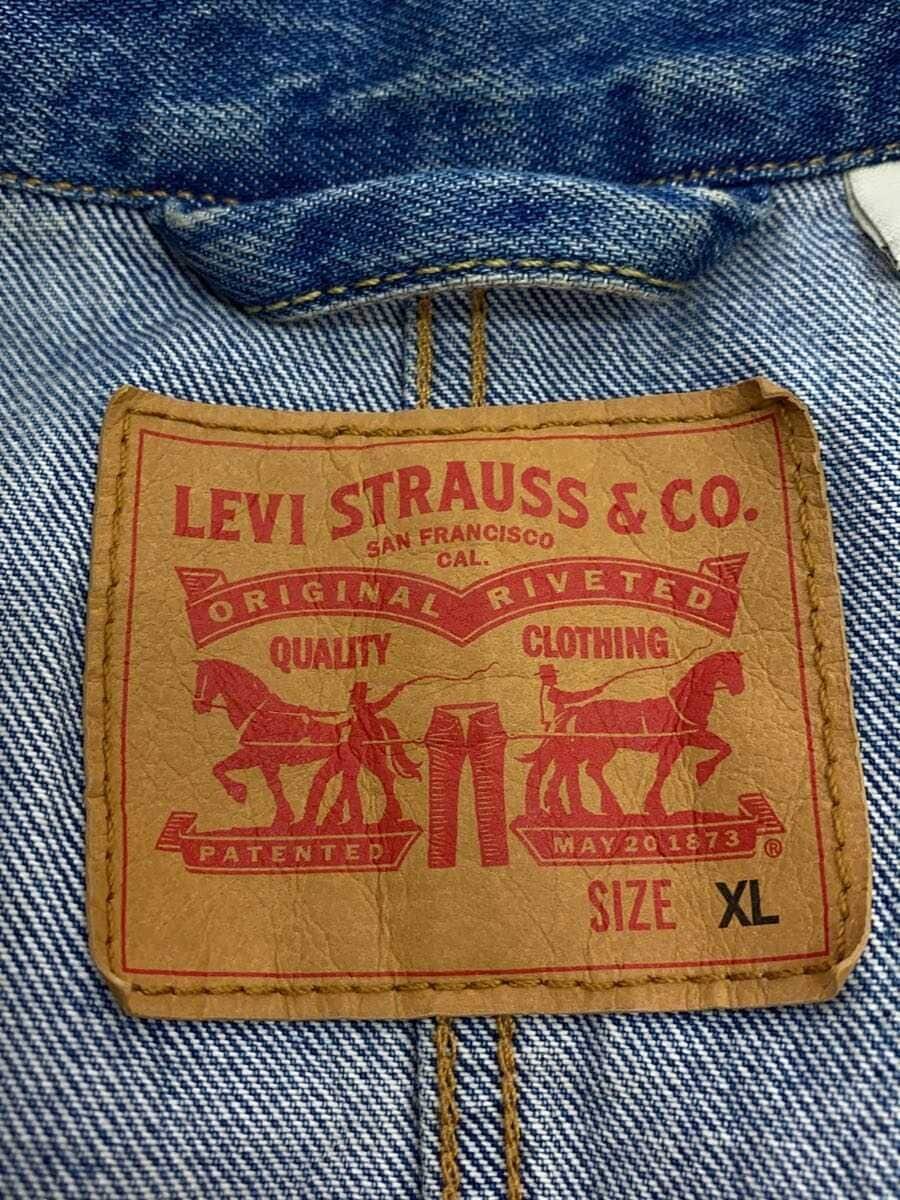 LEVI STRAUSS & CO.
SAN FRANCISCO
CAL.
ORIGINAL RIVETED
QUALITY CLOTHING
PATENTED MAY 20 1873 ®
SIZE XL